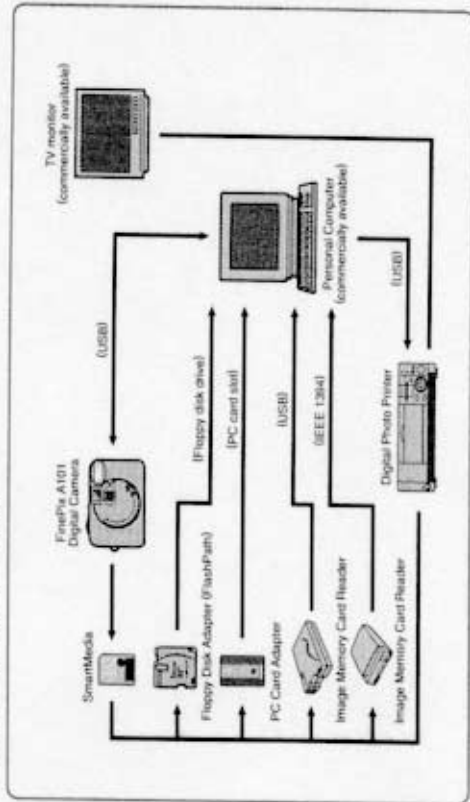 TV monitor
(commercially available)
(USB)
FinePix A101
Digital Camera
SmartMedia
(Floppy disk drive)
Floppy Disk Adapter (FlashPath)
(PC card slot)
PC Card Adapter
Personal Computer
(commercially available)
(USB)
Image Memory Card Reader
(IEEE 1394)
Image Memory Card Reader
(USB)
Digital Photo Printer